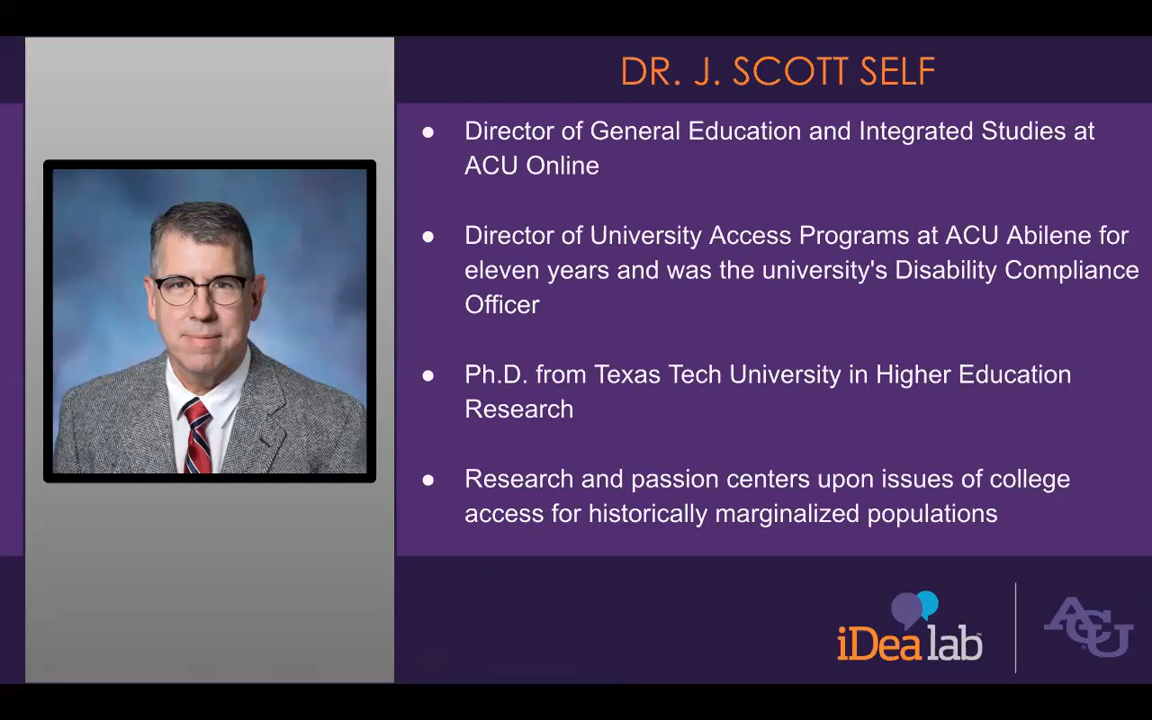 DR. J. SCOTT SELF
● Director of General Education and Integrated Studies at
ACU Online
● Director of University Access Programs at ACU Abilene for
eleven years and was the university's Disability Compliance
Officer
● Ph.D. from Texas Tech University in Higher Education
Research
● Research and passion centers upon issues of college
access for historically marginalized populations
iDea lab
ACU